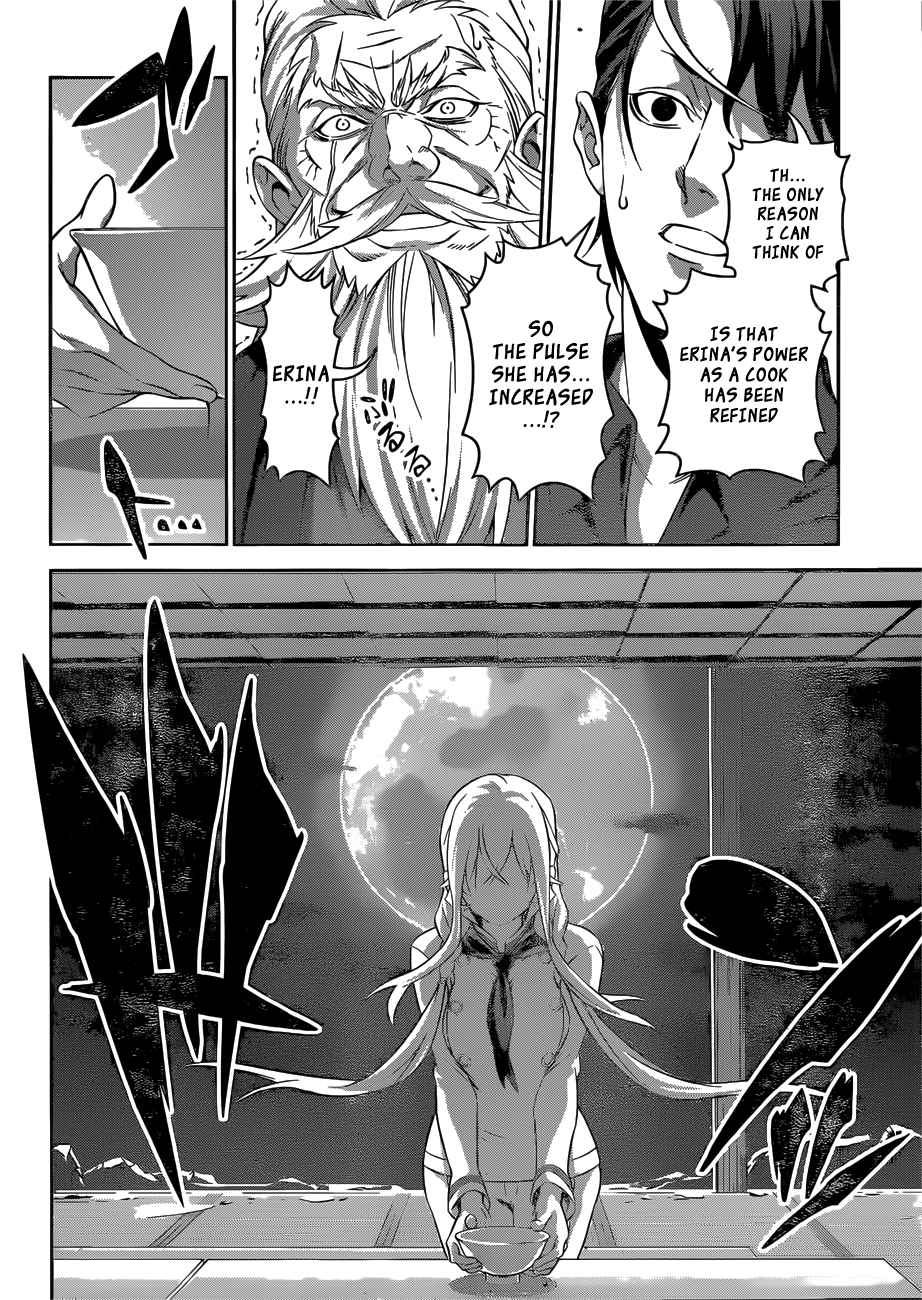 TH...
THE ONLY
REASON
I CAN
THINK OF
IS THAT
ERINA'S POWER
AS A COOK
HAS BEEN
REFINED
SO
THE PULSE
SHE HAS...
INCREASED
...!?
ERINA
...!!